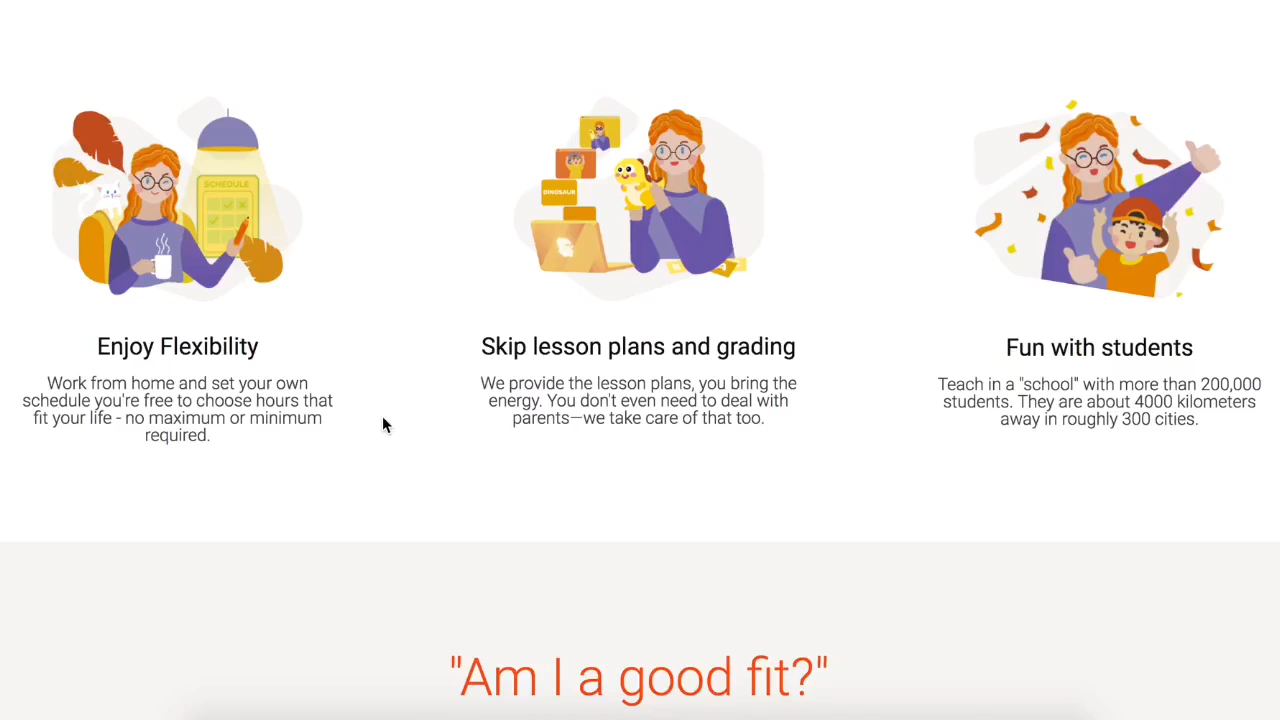 SCHEDULE
DINOSAUR
Enjoy Flexibility
Work from home and set your own
schedule you're free to choose hours that
fit your life - no maximum or minimum
required.
Skip lesson plans and grading
We provide the lesson plans, you bring the
energy. You don't even need to deal with
parents—we take care of that too.
Fun with students
Teach in a "school" with more than 200,000
students. They are about 4000 kilometers
away in roughly 300 cities.
"Am I a good fit?"